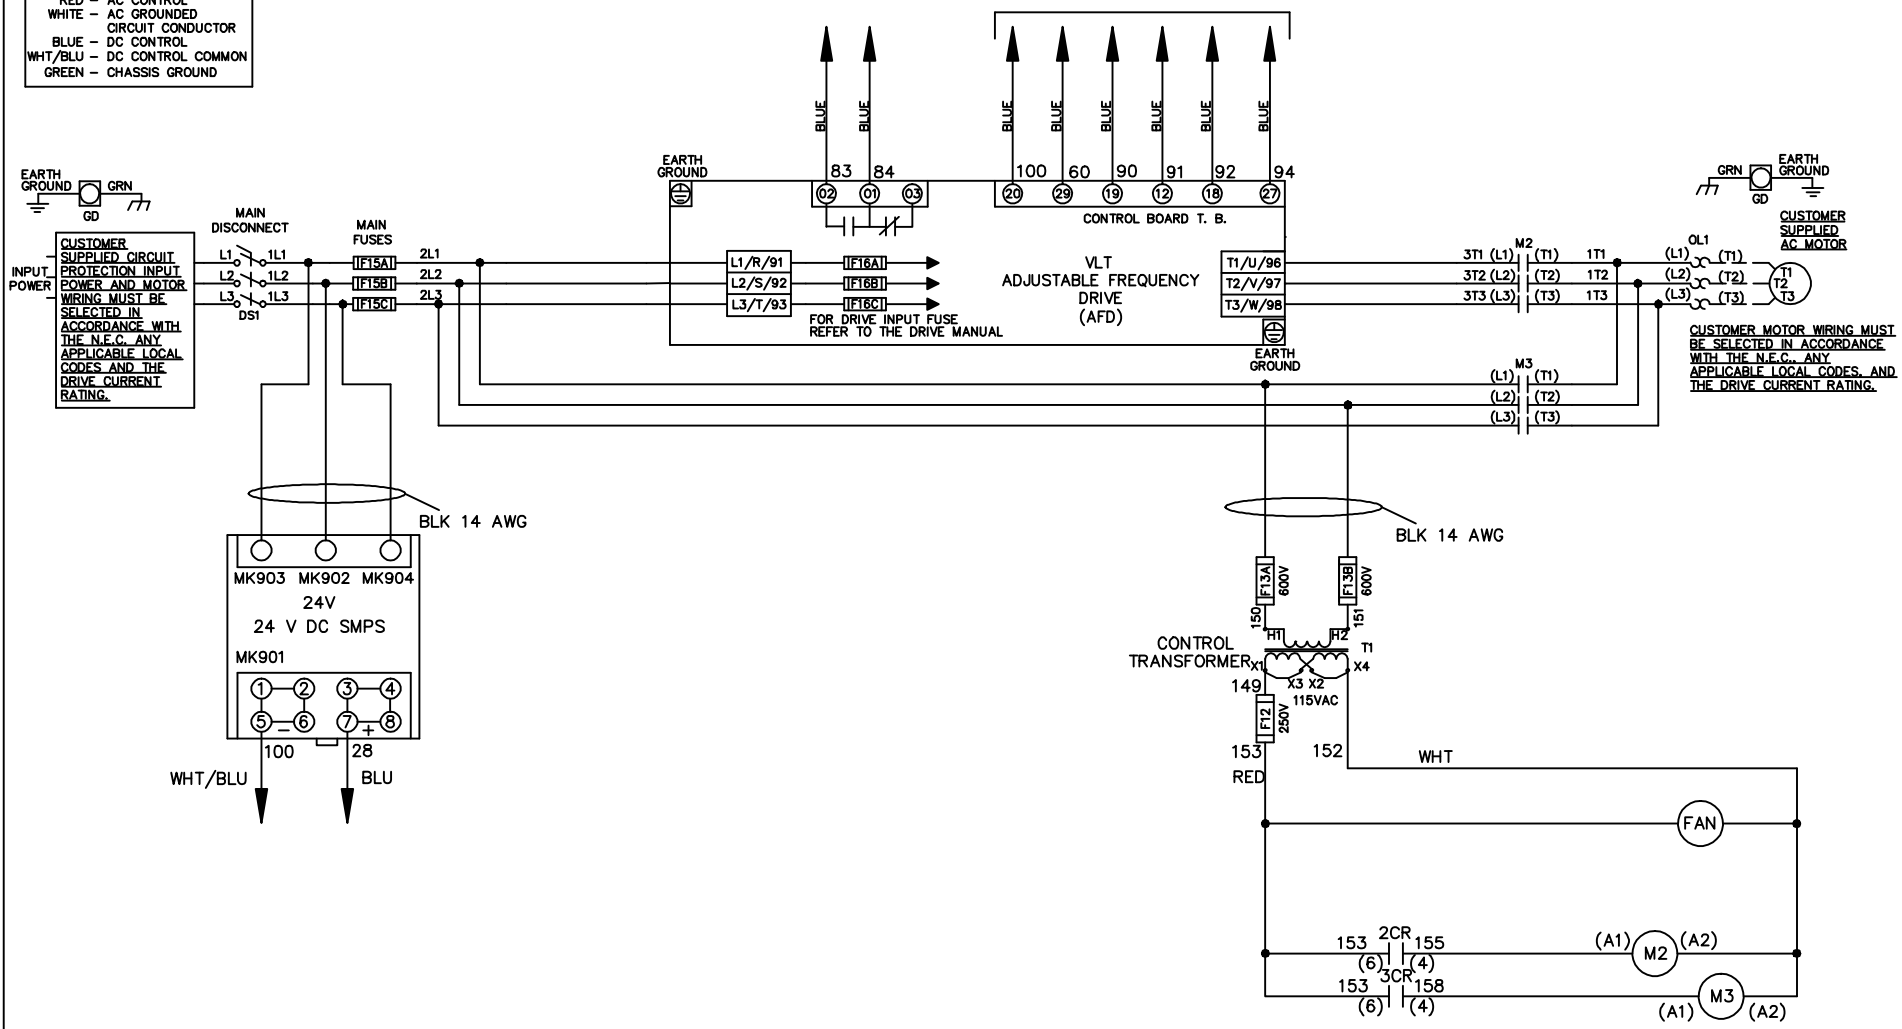 RED – AC CONTROL
WHITE – AC GROUNDED
CIRCUIT CONDUCTOR
BLUE – DC CONTROL
WHT/BLU – DC CONTROL COMMON
GREEN – CHASSIS GROUND
BLUE BLUE BLUE BLUE BLUE BLUE BLUE BLUE
EARTH
GROUND
GRN
GD
EARTH
GROUND
83 84 100 60 90 91 92 94
02 01 03 20 29 19 12 18 27
CONTROL BOARD T. B.
GRN
EARTH
GROUND
GD
CUSTOMER
SUPPLIED
AC MOTOR
INPUT
POWER
CUSTOMER
SUPPLIED CIRCUIT
PROTECTION INPUT
POWER AND MOTOR
WIRING MUST BE
SELECTED IN
ACCORDANCE WITH
THE N.E.C. ANY
APPLICABLE LOCAL
CODES AND THE
DRIVE CURRENT
RATING.
MAIN
DISCONNECT
L1 1L1
L2 1L2
L3 1L3
DS1
MAIN
FUSES
F15A 2L1
F15B 2L2
F15C 2L3
L1/R/91 F16A
L2/S/92 F16B
L3/T/93 F16C
FOR DRIVE INPUT FUSE
REFER TO THE DRIVE MANUAL
VLT
ADJUSTABLE FREQUENCY
DRIVE
(AFD)
T1/U/96
T2/V/97
T3/W/98
EARTH
GROUND
M2
3T1 (L1) (T1) 1T1
3T2 (L2) (T2) 1T2
3T3 (L3) (T3) 1T3
OL1
(L1) (T1)
(L2) (T2)
(L3) (T3)
T1
T2
T3
CUSTOMER MOTOR WIRING MUST
BE SELECTED IN ACCORDANCE
WITH THE N.E.C., ANY
APPLICABLE LOCAL CODES, AND
THE DRIVE CURRENT RATING.
M3
(L1) (T1)
(L2) (T2)
(L3) (T3)
BLK 14 AWG
MK903 MK902 MK904
24V
24 V DC SMPS
MK901
1 2 3 4
5 6 7 8
– +
100 28
WHT/BLU BLU
BLK 14 AWG
F13A 600V
F13B 600V
150 151
H1 H2
T1
CONTROL
TRANSFORMER
X1 X4
X3 X2
149
115VAC
F12 250V
153 152
RED
WHT
FAN
2CR
153 155
(6) (4)
(A1) M2 (A2)
3CR
153 158
(6) (4)
(A1) M3 (A2)